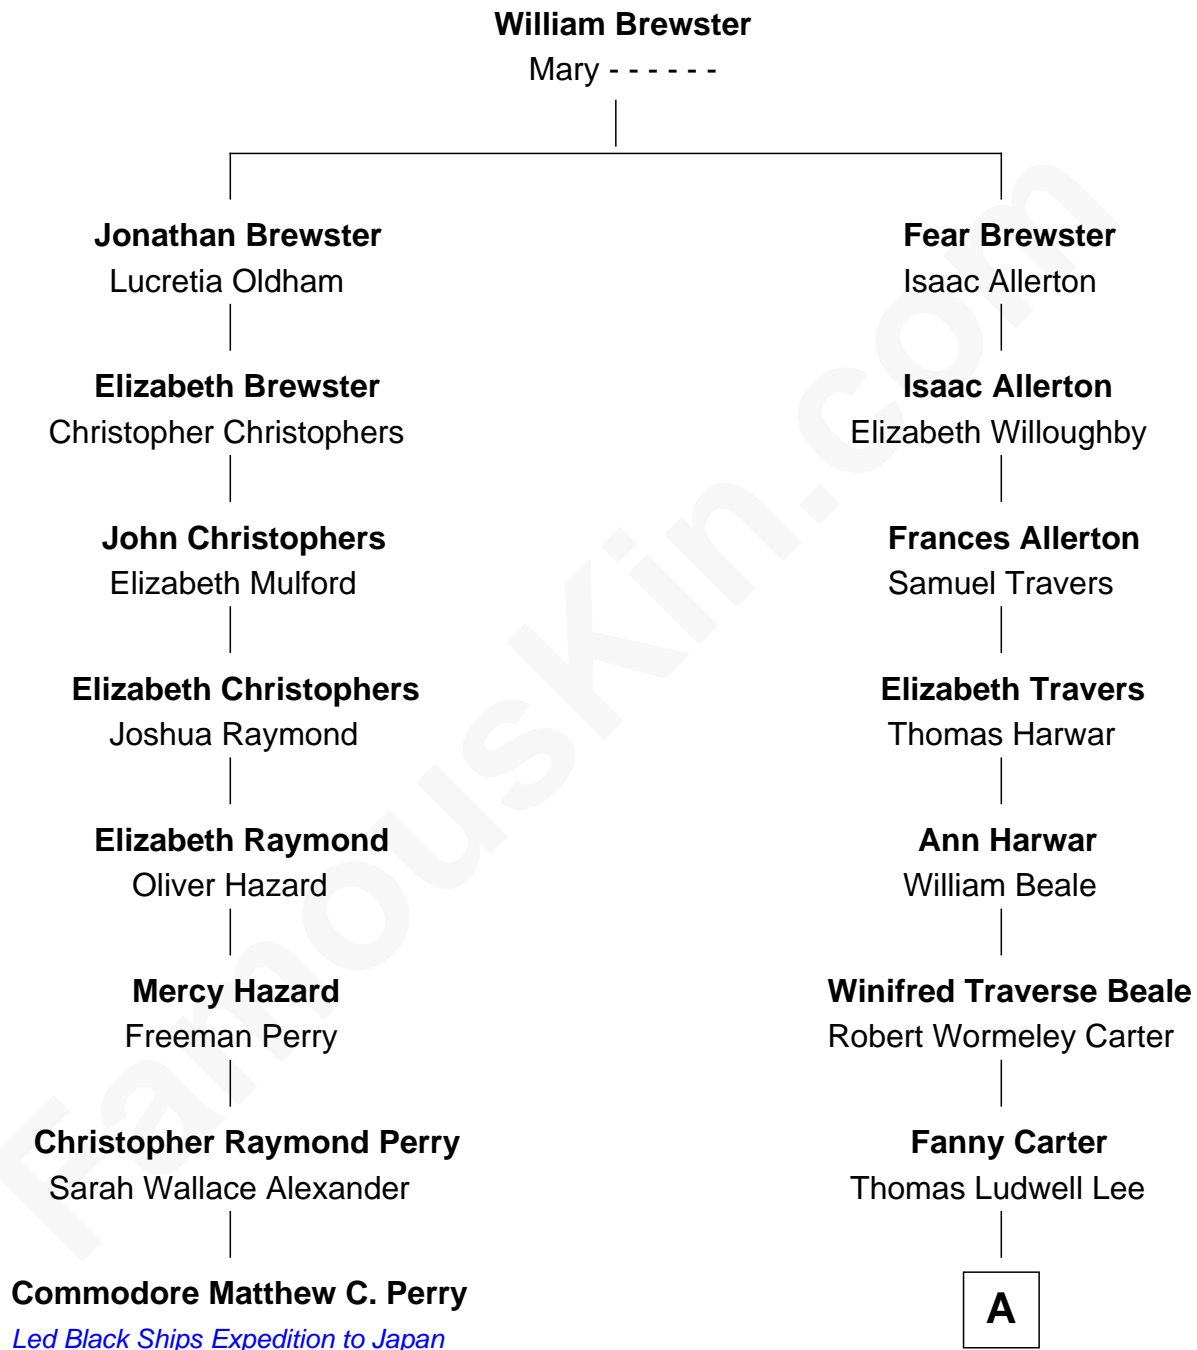 William Brewster
Mary - - - - - -
Jonathan Brewster
Lucretia Oldham
Fear Brewster
Isaac Allerton
Elizabeth Brewster
Christopher Christophers
Isaac Allerton
Elizabeth Willoughby
John Christophers
Elizabeth Mulford
Frances Allerton
Samuel Travers
Elizabeth Christophers
Joshua Raymond
Elizabeth Travers
Thomas Harwar
Elizabeth Raymond
Oliver Hazard
Ann Harwar
William Beale
Mercy Hazard
Freeman Perry
Winifred Traverse Beale
Robert Wormeley Carter
Christopher Raymond Perry
Sarah Wallace Alexander
Fanny Carter
Thomas Ludwell Lee
Commodore Matthew C. Perry
Led Black Ships Expedition to Japan
A
FamousKin.com